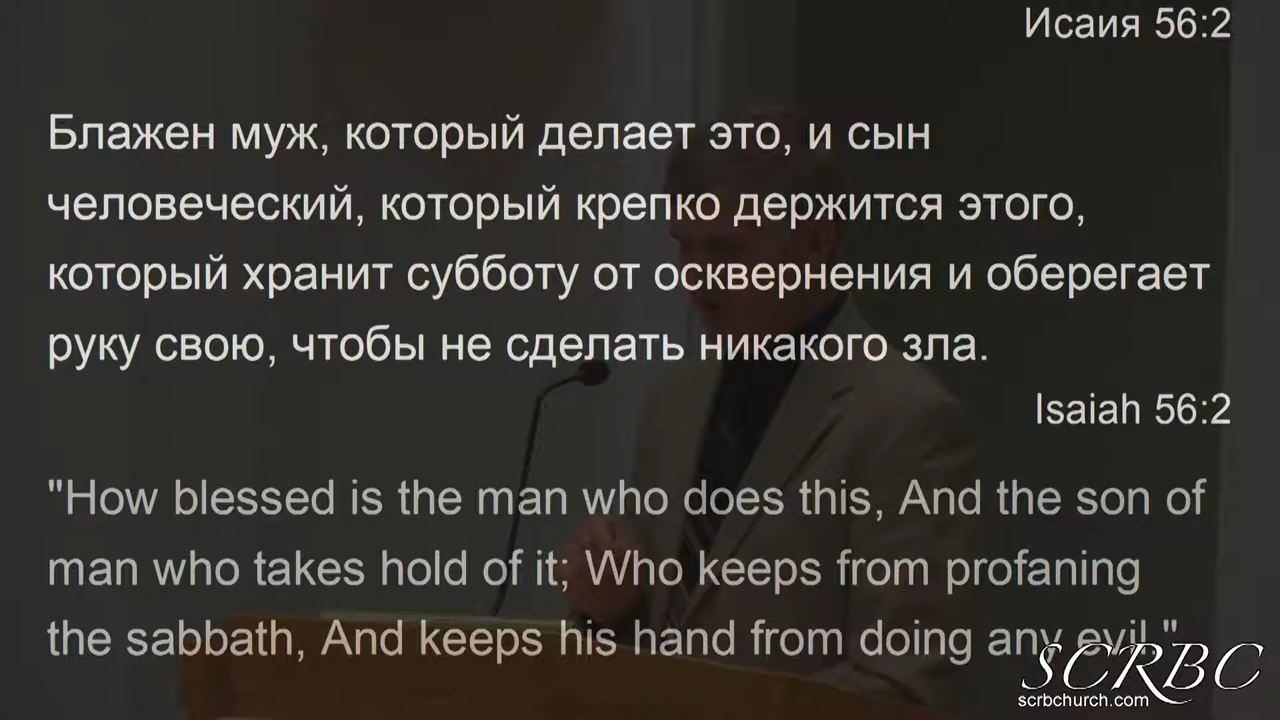 Исаия 56:2
Блажен муж, который делает это, и сын
человеческий, который крепко держится этого,
который хранит субботу от осквернения и оберегает
руку свою, чтобы не сделать никакого зла.
Isaiah 56:2
"How blessed is the man who does this, And the son of
man who takes hold of it; Who keeps from profaning
the sabbath, And keeps his hand from doing any evil."
SCRBC
scrbchurch.com